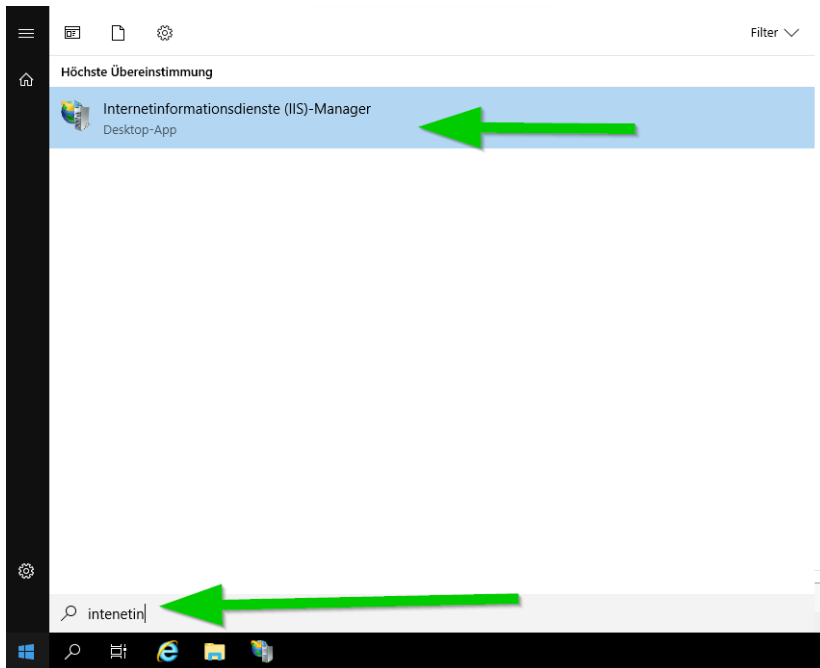 Filter
Höchste Übereinstimmung
Internetinformationsdienste (IIS)-Manager
Desktop-App
intenetin